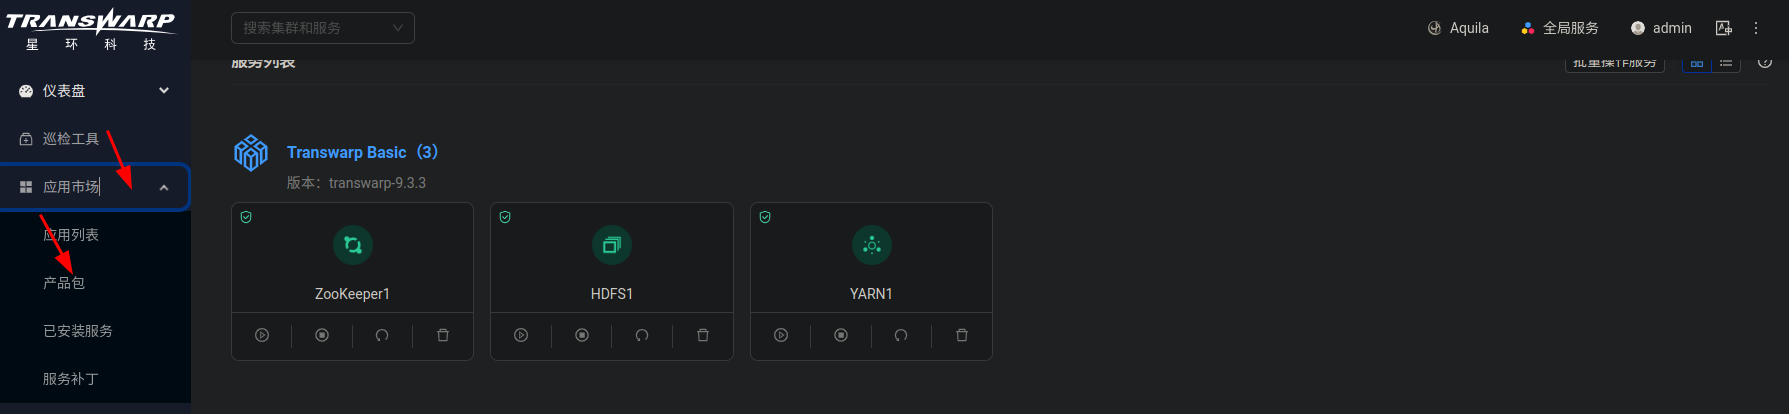 TRANSWARP
星 环 科 技
搜索集群和服务
Aquila
全局服务
admin
仪表盘
巡检工具
应用市场
应用列表
产品包
已安装服务
服务补丁
服务列表
批量操作服务
Transwarp Basic（3）
版本：transwarp-9.3.3
ZooKeeper1
HDFS1
YARN1